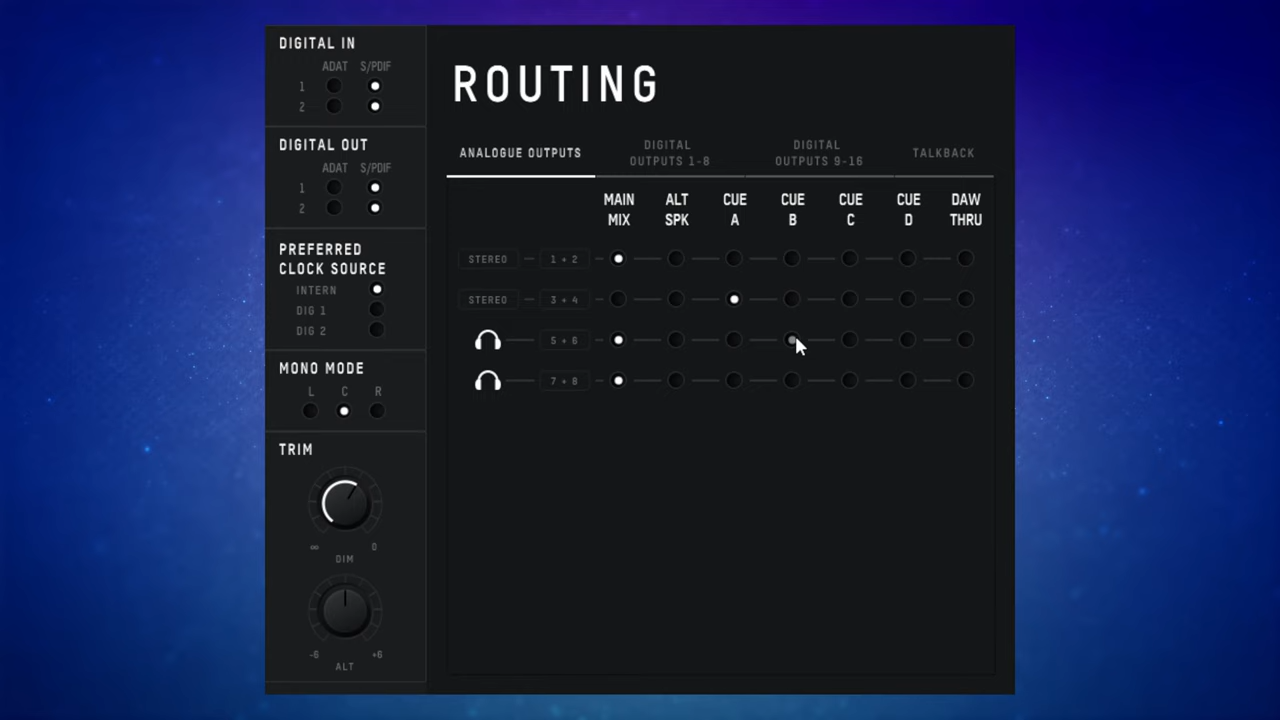 DIGITAL IN
ADAT S/PDIF
1
2
DIGITAL OUT
ADAT S/PDIF
1
2
PREFERRED
CLOCK SOURCE
INTERN
DIG 1
DIG 2
MONO MODE
L C R
TRIM
∞ 0
DIM
-6 +6
ALT
ROUTING
ANALOGUE OUTPUTS
DIGITAL
OUTPUTS 1-8
DIGITAL
OUTPUTS 9-16
TALKBACK
MAIN
MIX
ALT
SPK
CUE
A
CUE
B
CUE
C
CUE
D
DAW
THRU
STEREO 1 + 2
STEREO 3 + 4
5 + 6
7 + 8